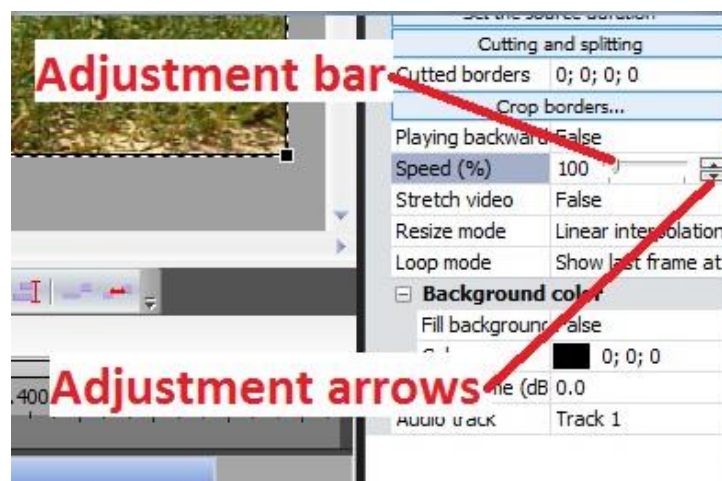 Set the source duration
Cutting and splitting
Adjustment bar
Cutted borders 0; 0; 0; 0
Crop borders...
Playing backward False
Speed (%) 100
Stretch video False
Resize mode Linear interpolation
Loop mode Show last frame at
Background color
Fill background False
0; 0; 0
.400
Adjustment arrows
(dB 0.0
Audio track Track 1